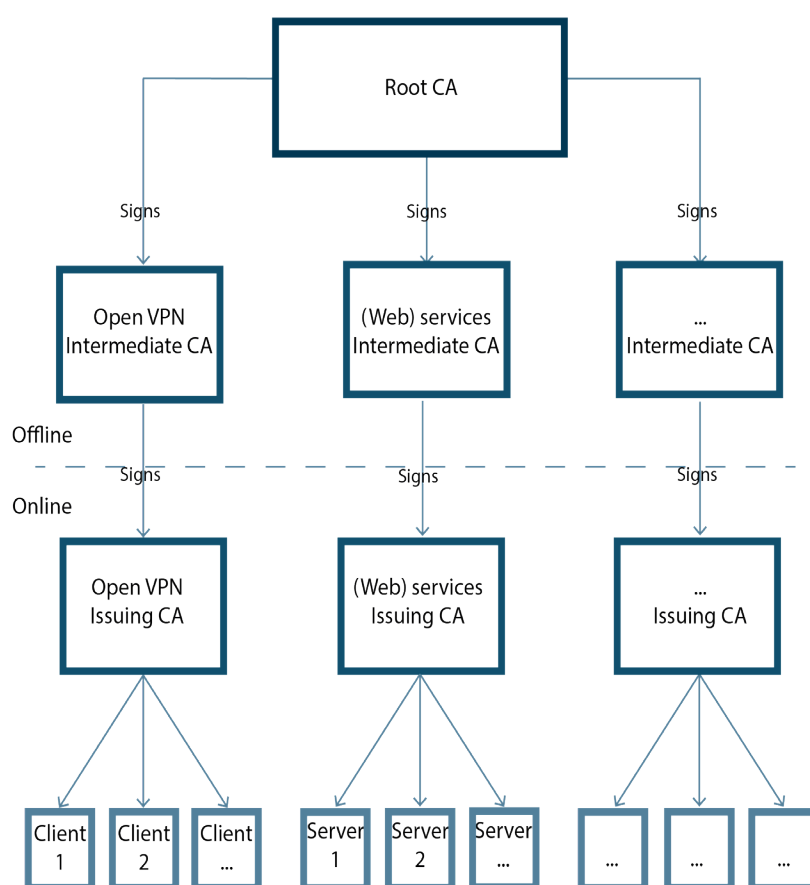 Root CA
Signs
Signs
Signs
Open VPN
Intermediate CA
(Web) services
Intermediate CA
...
Intermediate CA
Offline
Signs
Signs
Signs
Online
Open VPN
Issuing CA
(Web) services
Issuing CA
...
Issuing CA
Client
1
Client
2
Client
...
Server
1
Server
2
Server
...
...
...
...